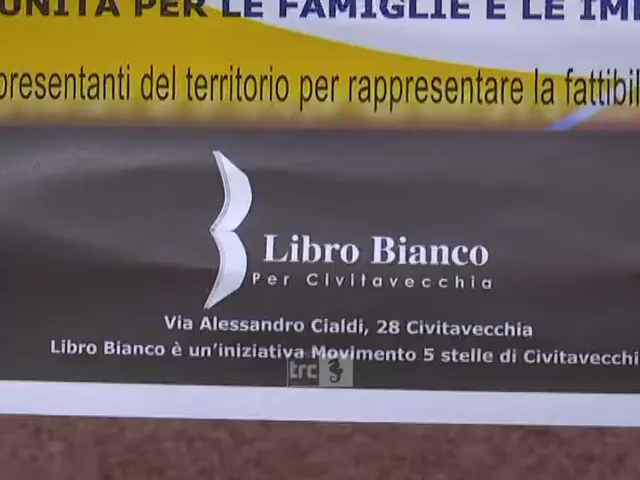 UNITÀ PER LE FAMIGLIE E LE IM
presentanti del territorio per rappresentare la fattibil
Libro Bianco
Per Civitavecchia
Via Alessandro Cialdi, 28 Civitavecchia
Libro Bianco è un'iniziativa Movimento 5 stelle di Civitavecchi
trc